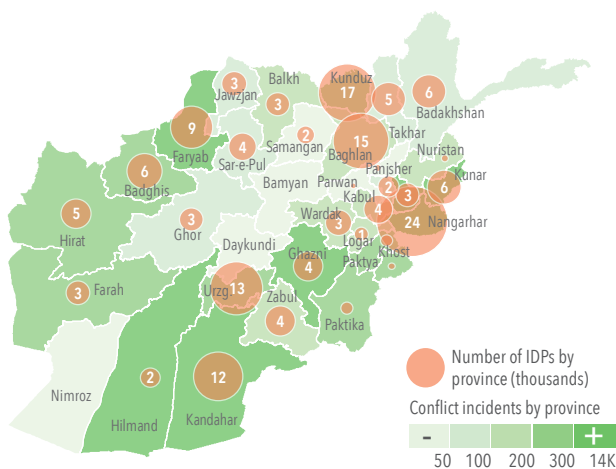 3
Jawzjan
Balkh
3
Kunduz
17
5
Takhar
6
Badakhshan
9
Faryab
4
Sar-e-Pul
2
Samangan
15
Baghlan
Nuristan
Panjsher
2
Kunar
6
6
Badghis
Bamyan
Parwan
Kabul
3
4
5
Hirat
3
Ghor
Wardak
3
24
Nangarhar
Daykundi
Logar
1
Khost
Paktya
Ghazni
4
3
Farah
Urzg.
13
Zabul
4
Paktika
Nimroz
2
Hilmand
12
Kandahar
Number of IDPs by
province (thousands)
Conflict incidents by province
- +
50 100 200 300 14K